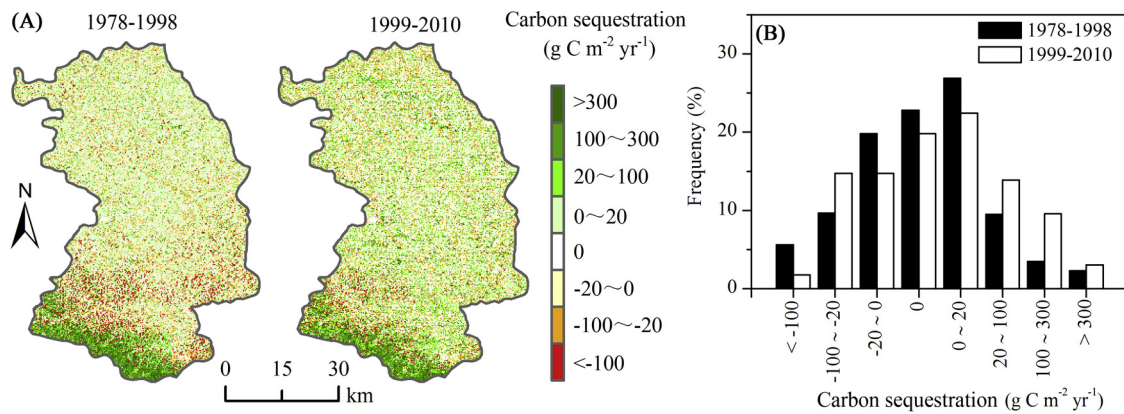 (A)
1978-1998
1999-2010
Carbon sequestration
(g C m⁻² yr⁻¹)
>300
100～300
20～100
0～20
0
-20～0
-100～-20
<-100
N
0 15 30
km
(B)
1978-1998
1999-2010
Frequency (%)
30
20
10
0
< -100
-100 ~ -20
-20 ~ 0
0
0 ~ 20
20 ~ 100
100 ~ 300
> 300
Carbon sequestration (g C m⁻² yr⁻¹)